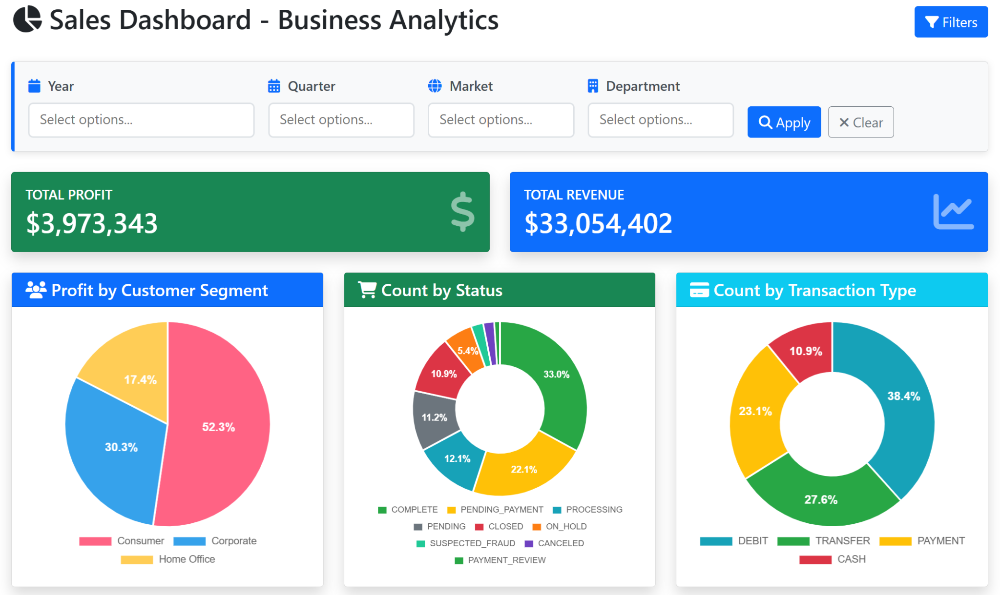 Sales Dashboard - Business Analytics
Filters
Year
Quarter
Market
Department
Select options...
Select options...
Select options...
Select options...
Apply
Clear
TOTAL PROFIT
$3,973,343
TOTAL REVENUE
$33,054,402
Profit by Customer Segment
17.4%
52.3%
30.3%
Consumer
Corporate
Home Office
Count by Status
5.4%
33.0%
10.9%
11.2%
12.1%
22.1%
COMPLETE
PENDING_PAYMENT
PROCESSING
PENDING
CLOSED
ON_HOLD
SUSPECTED_FRAUD
CANCELED
PAYMENT_REVIEW
Count by Transaction Type
10.9%
38.4%
23.1%
27.6%
DEBIT
TRANSFER
PAYMENT
CASH